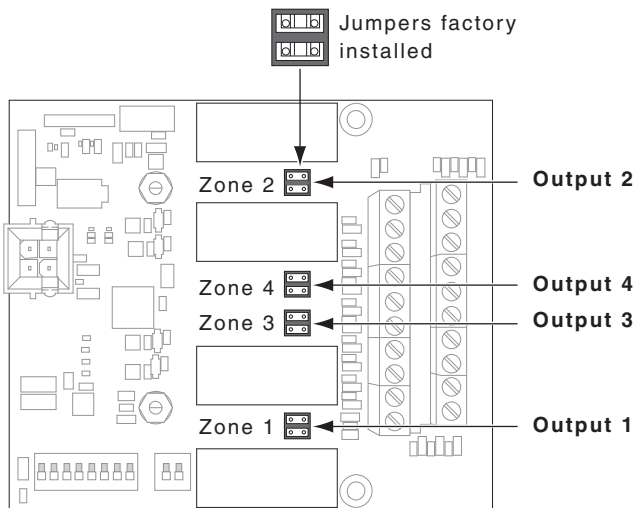 Jumpers factory
installed
Zone 2
Output 2
Zone 4
Output 4
Zone 3
Output 3
Zone 1
Output 1